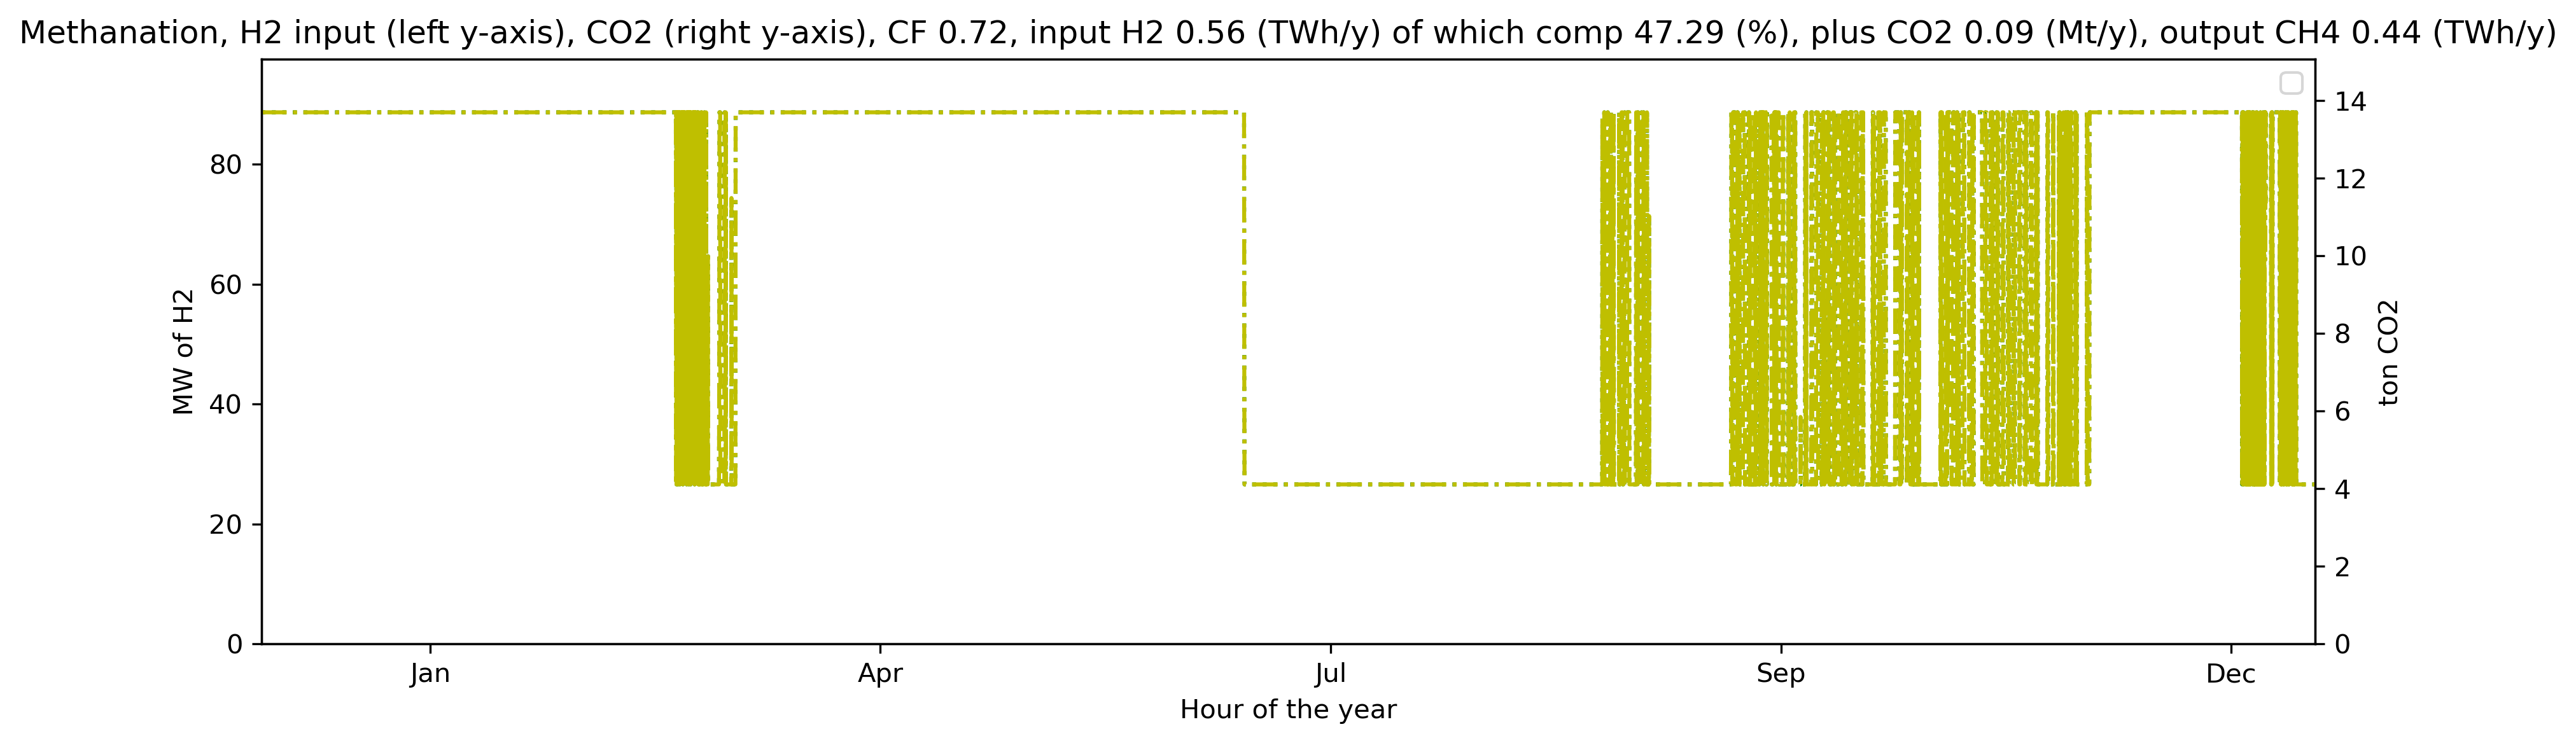 Methanation, H2 input (left y-axis), CO2 (right y-axis), CF 0.72, input H2 0.56 (TWh/y) of which comp 47.29 (%), plus CO2 0.09 (Mt/y), output CH4 0.44 (TWh/y)
MW of H2
80
60
40
20
0
14
12
10
8
6
4
2
0
ton CO2
Jan
Apr
Jul
Sep
Dec
Hour of the year